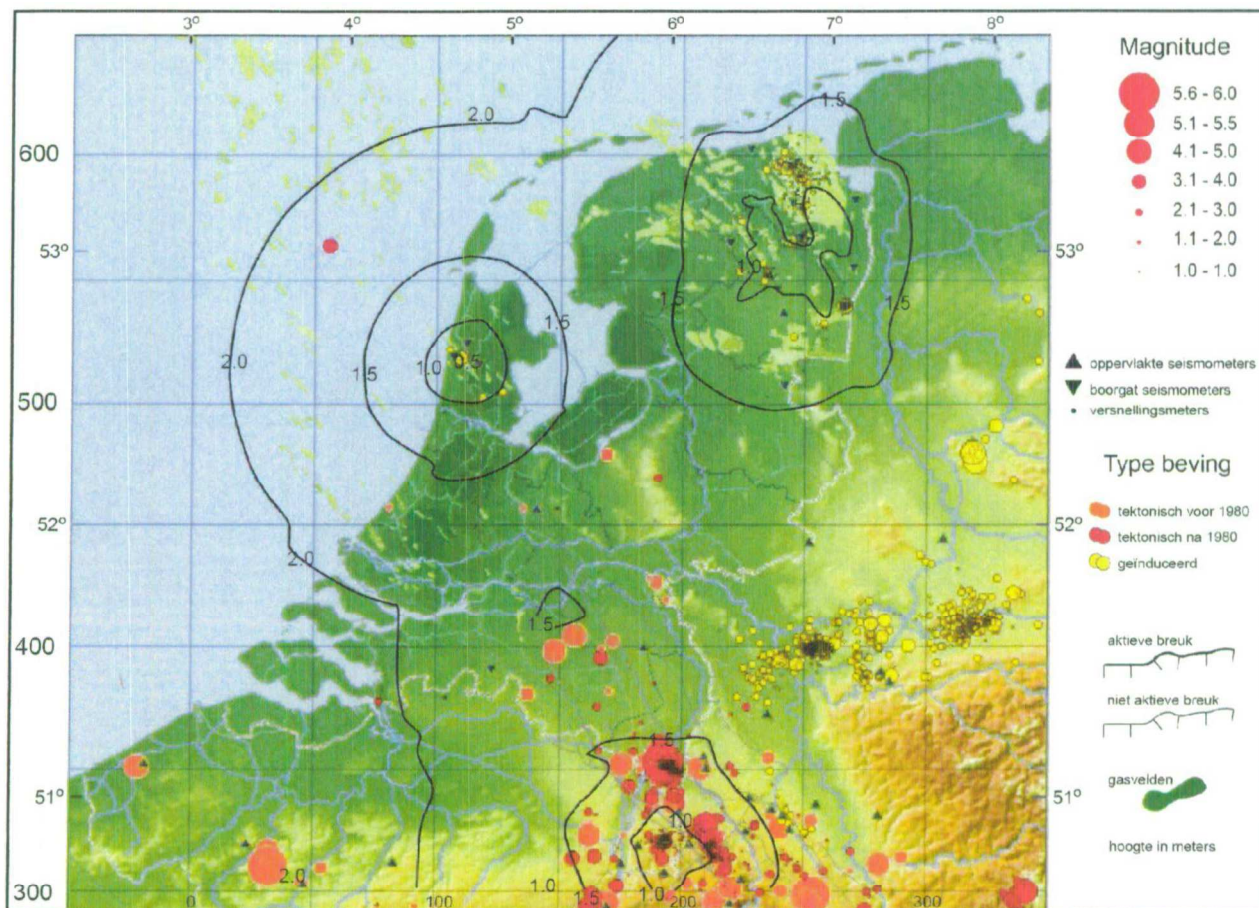 3° 4° 5° 6° 7° 8°
Magnitude
5.6 - 6.0
5.1 - 5.5
4.1 - 5.0
3.1 - 4.0
2.1 - 3.0
1.1 - 2.0
1.0 - 1.0
2.0
1.5
600
53°
53°
1.0
1.5
1.5
1.5
2.0
1.5
1.0
0.5
500
oppervlakte seismometers
boorgat seismometers
versnellingsmeters
Type beving
tektonisch voor 1980
tektonisch na 1980
geïnduceerd
52°
52°
2.0
1.5
400
aktieve breuk
niet aktieve breuk
1.5
51°
51°
gasvelden
1.0
hoogte in meters
2.0
1.0
1.5
1.0
300
0 100 200 300